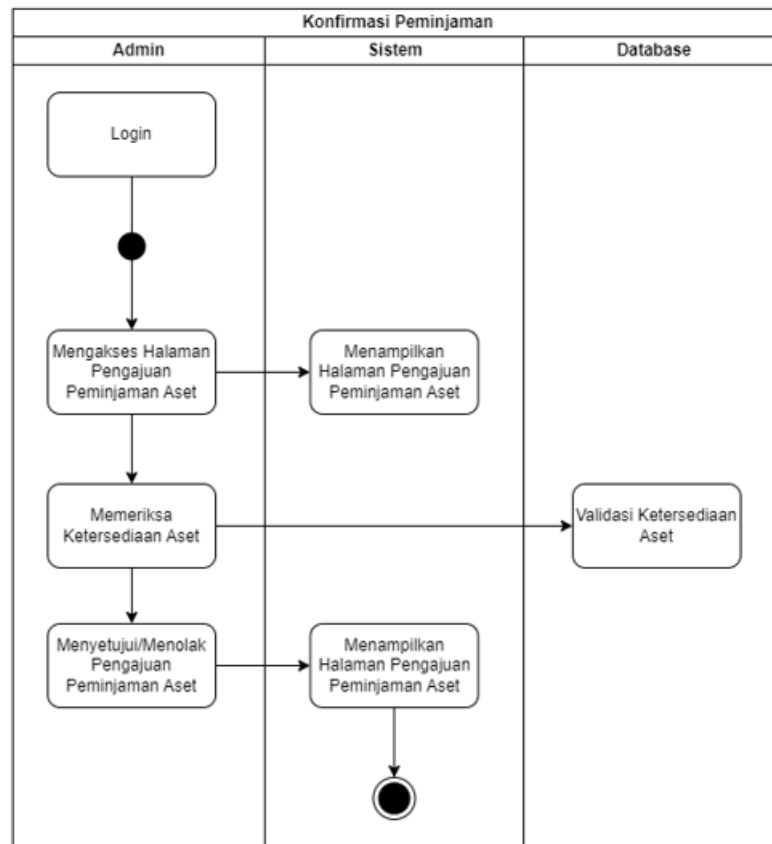 Konfirmasi Peminjaman
Admin
Sistem
Database
Login
Mengakses Halaman
Pengajuan
Peminjaman Aset
Menampilkan
Halaman Pengajuan
Peminjaman Aset
Memeriksa
Ketersediaan Aset
Validasi Ketersediaan
Aset
Menyetujui/Menolak
Pengajuan
Peminjaman Aset
Menampilkan
Halaman Pengajuan
Peminjaman Aset